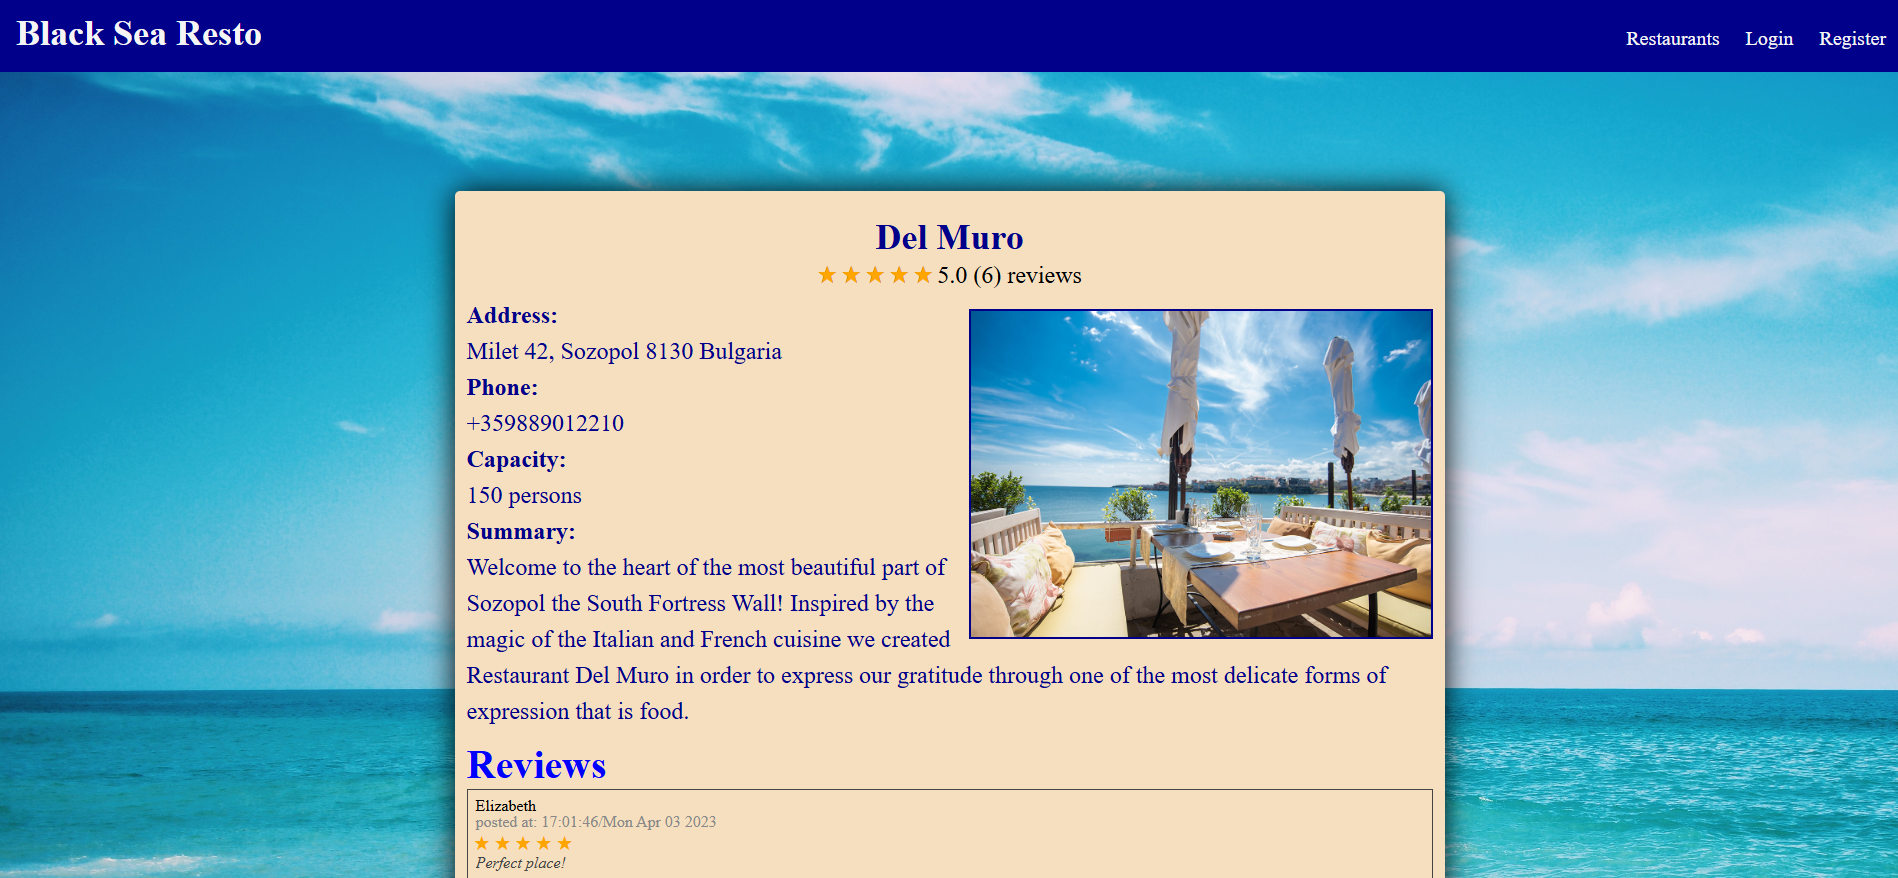 Black Sea Resto
Restaurants Login Register
Del Muro
5.0 (6) reviews
Address:
Milet 42, Sozopol 8130 Bulgaria
Phone:
+359889012210
Capacity:
150 persons
Summary:
Welcome to the heart of the most beautiful part of
Sozopol the South Fortress Wall! Inspired by the
magic of the Italian and French cuisine we created
Restaurant Del Muro in order to express our gratitude through one of the most delicate forms of
expression that is food.
Reviews
Elizabeth
posted at: 17:01:46/Mon Apr 03 2023
Perfect place!